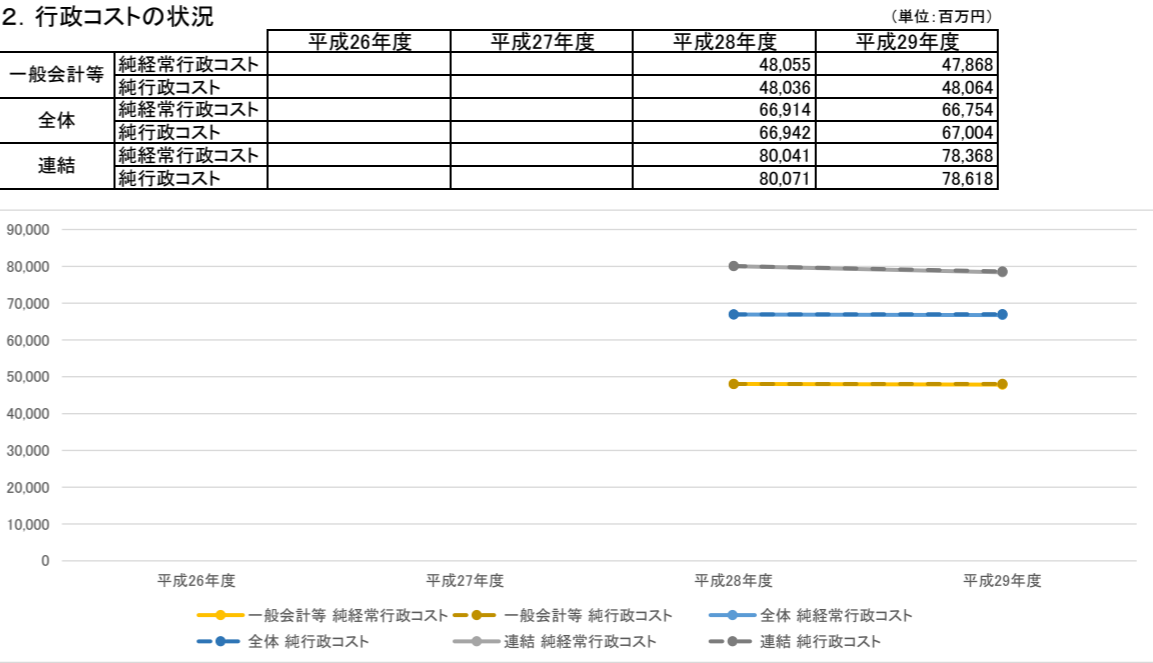 2．行政コストの状況
（単位：百万円）
平成26年度 平成27年度 平成28年度 平成29年度
一般会計等 純経常行政コスト 48,055 47,868
純行政コスト 48,036 48,064
全体 純経常行政コスト 66,914 66,754
純行政コスト 66,942 67,004
連結 純経常行政コスト 80,041 78,368
純行政コスト 80,071 78,618
90,000
80,000
70,000
60,000
50,000
40,000
30,000
20,000
10,000
0
平成26年度 平成27年度 平成28年度 平成29年度
一般会計等 純経常行政コスト 一般会計等 純行政コスト 全体 純経常行政コスト
全体 純行政コスト 連結 純経常行政コスト 連結 純行政コスト